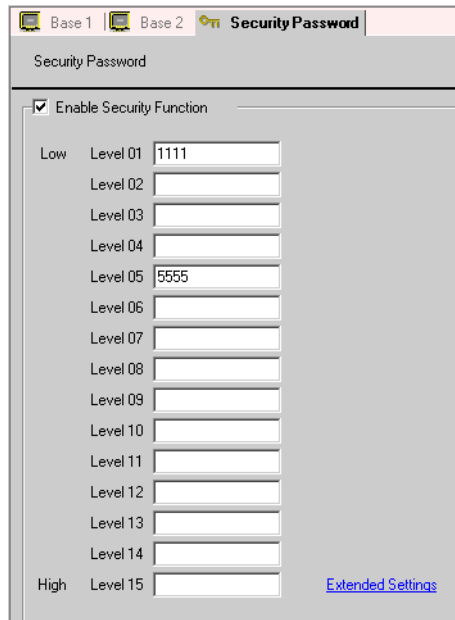 Base 1 Base 2 Security Password
Security Password
Enable Security Function
Low Level 01 1111
Level 02
Level 03
Level 04
Level 05 5555
Level 06
Level 07
Level 08
Level 09
Level 10
Level 11
Level 12
Level 13
Level 14
High Level 15 Extended Settings